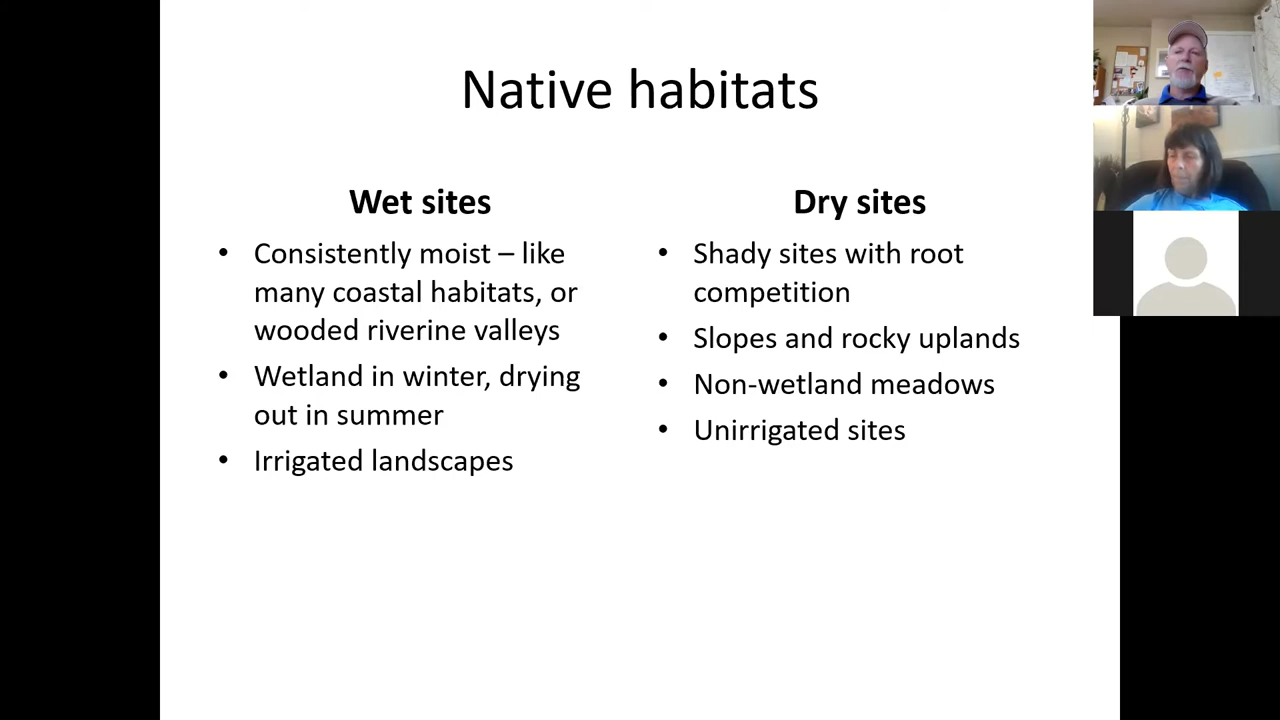 Native habitats
Wet sites
• Consistently moist – like
many coastal habitats, or
wooded riverine valleys
• Wetland in winter, drying
out in summer
• Irrigated landscapes
Dry sites
• Shady sites with root
competition
• Slopes and rocky uplands
• Non-wetland meadows
• Unirrigated sites